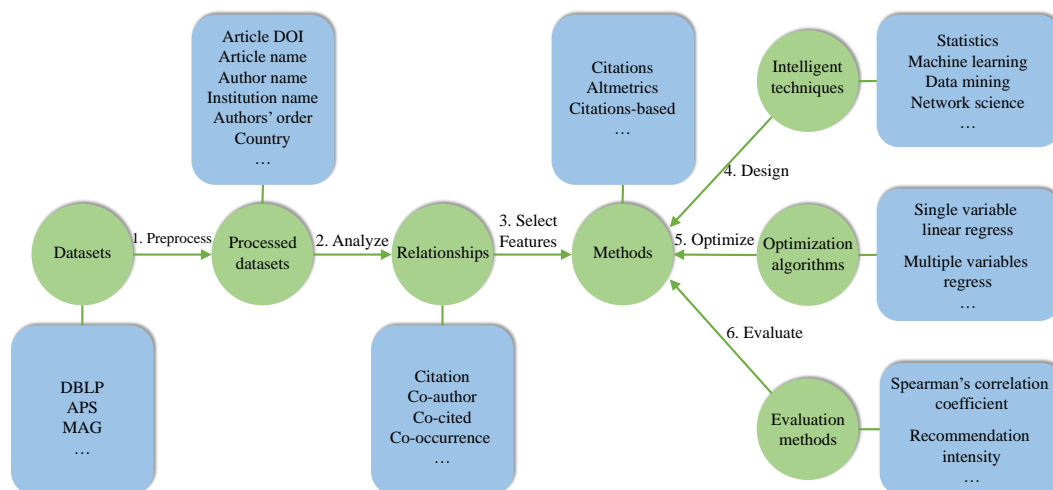 Article DOI
Article name
Author name
Institution name
Authors’ order
Country
…
Citations
Altmetrics
Citations-based
…
Intelligent
techniques
Statistics
Machine learning
Data mining
Network science
…
4. Design
Datasets
1. Preprocess
Processed
datasets
2. Analyze
Relationships
3. Select
Features
Methods
5. Optimize
Optimization
algorithms
Single variable
linear regress
Multiple variables
regress
…
6. Evaluate
DBLP
APS
MAG
…
Citation
Co-author
Co-cited
Co-occurrence
…
Evaluation
methods
Spearman’s correlation
coefficient
Recommendation
intensity
…